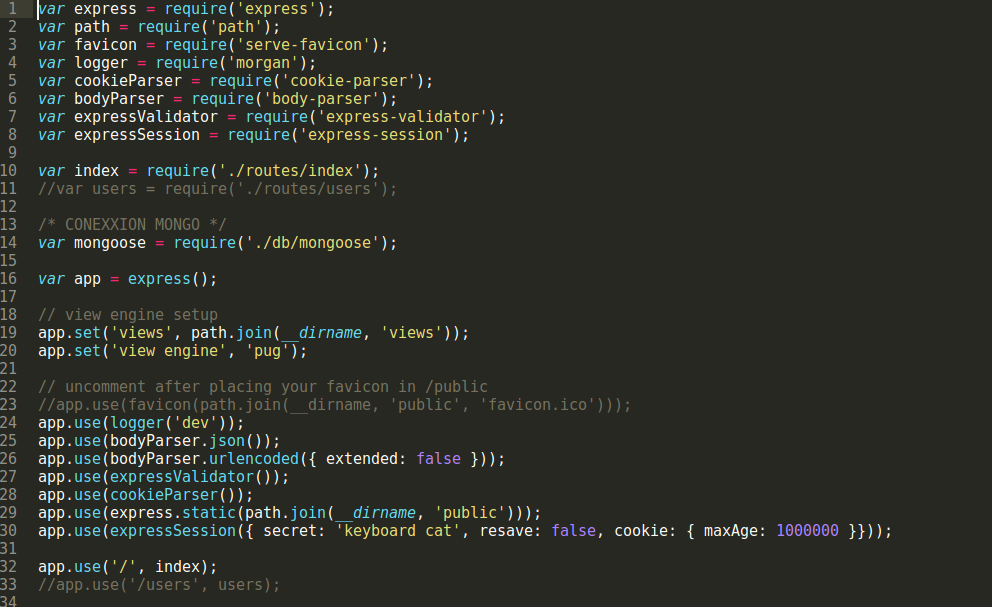 1 var express = require('express');
2 var path = require('path');
3 var favicon = require('serve-favicon');
4 var logger = require('morgan');
5 var cookieParser = require('cookie-parser');
6 var bodyParser = require('body-parser');
7 var expressValidator = require('express-validator');
8 var expressSession = require('express-session');
9
10 var index = require('./routes/index');
11 //var users = require('./routes/users');
12
13 /* CONEXXION MONGO */
14 var mongoose = require('./db/mongoose');
15
16 var app = express();
17
18 // view engine setup
19 app.set('views', path.join(__dirname, 'views'));
20 app.set('view engine', 'pug');
21
22 // uncomment after placing your favicon in /public
23 //app.use(favicon(path.join(__dirname, 'public', 'favicon.ico')));
24 app.use(logger('dev'));
25 app.use(bodyParser.json());
26 app.use(bodyParser.urlencoded({ extended: false }));
27 app.use(expressValidator());
28 app.use(cookieParser());
29 app.use(express.static(path.join(__dirname, 'public')));
30 app.use(expressSession({ secret: 'keyboard cat', resave: false, cookie: { maxAge: 1000000 }}));
31
32 app.use('/', index);
33 //app.use('/users', users);
34